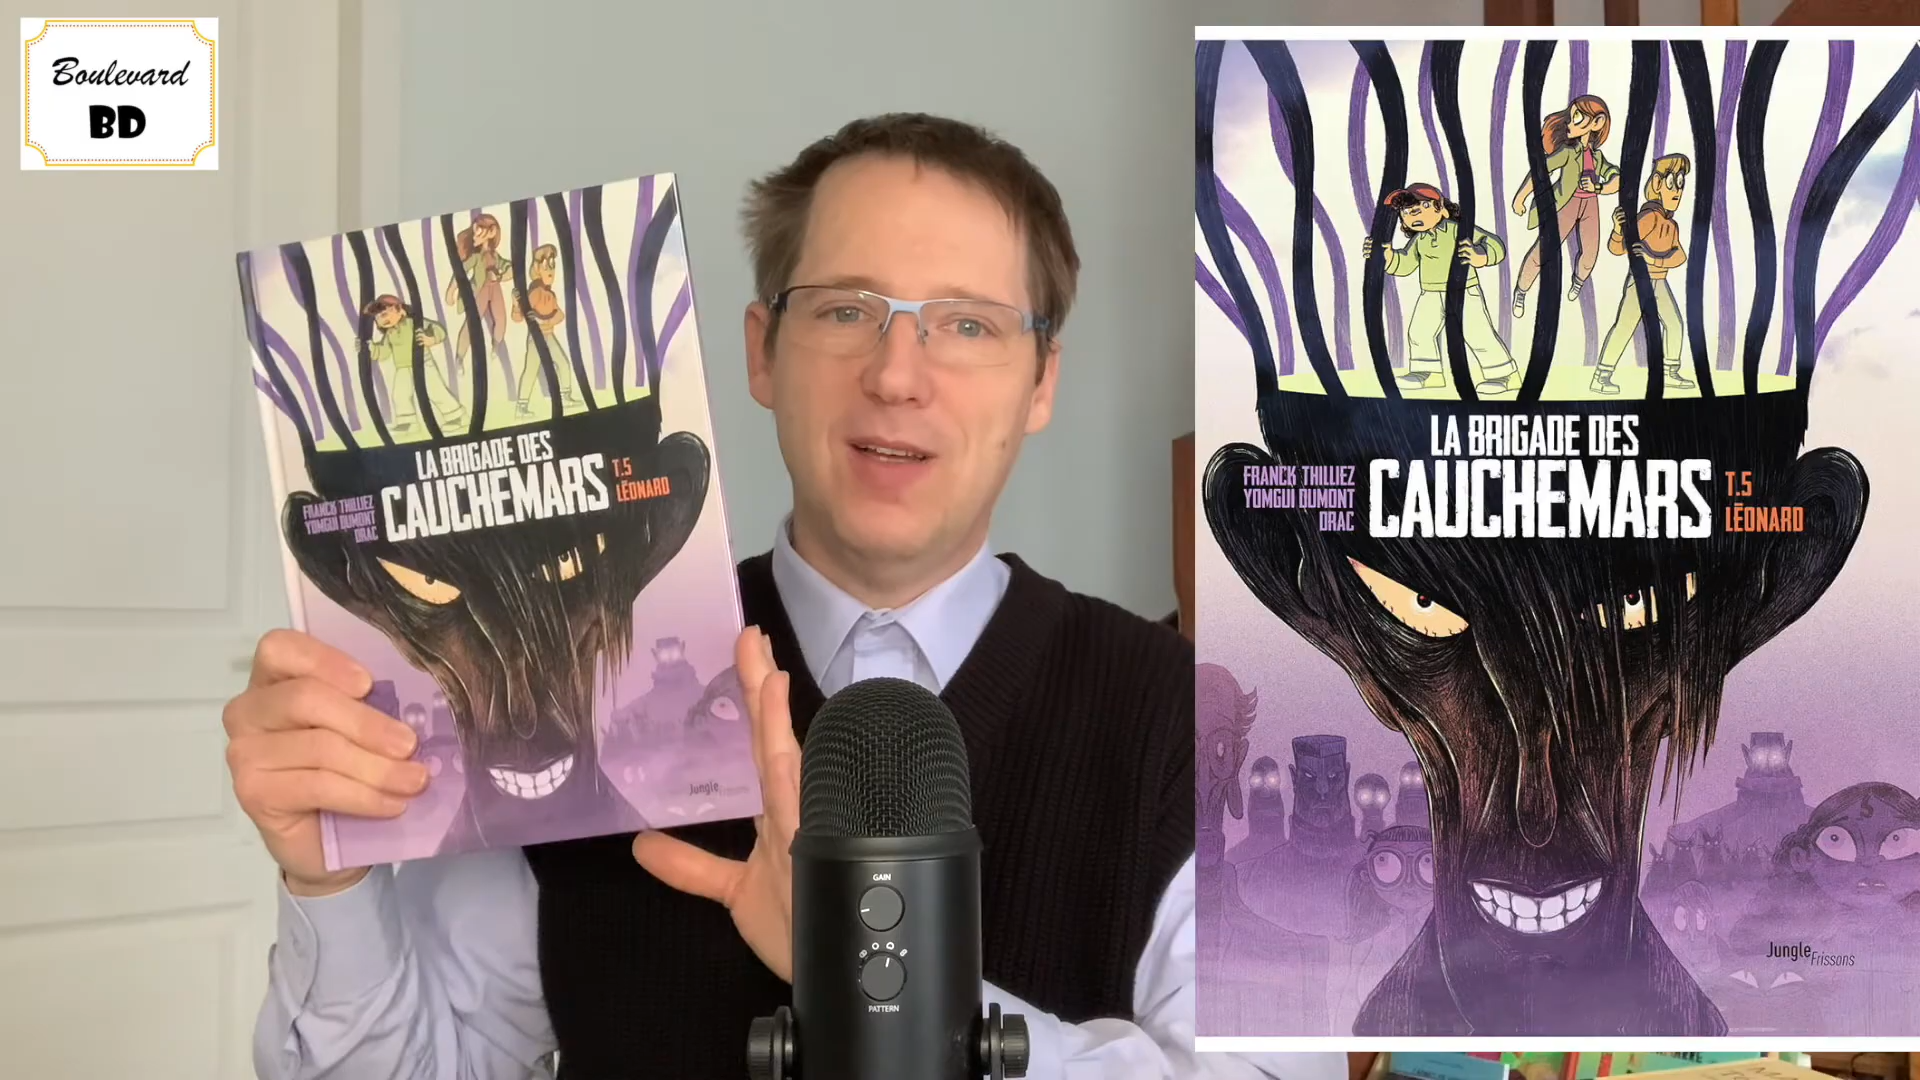 Boulevard
BD
LA BRIGADE DES
CAUCHEMARS
FRANCK THILLIEZ
YOMGUI DUMONT
DRAC
T.5
LÉONARD
Jungle Frissons
LA BRIGADE DES
CAUCHEMARS
FRANCK THILLIEZ
YOMGUI DUMONT
DRAC
T.5
LÉONARD
Jungle Frissons
GAIN
PATTERN